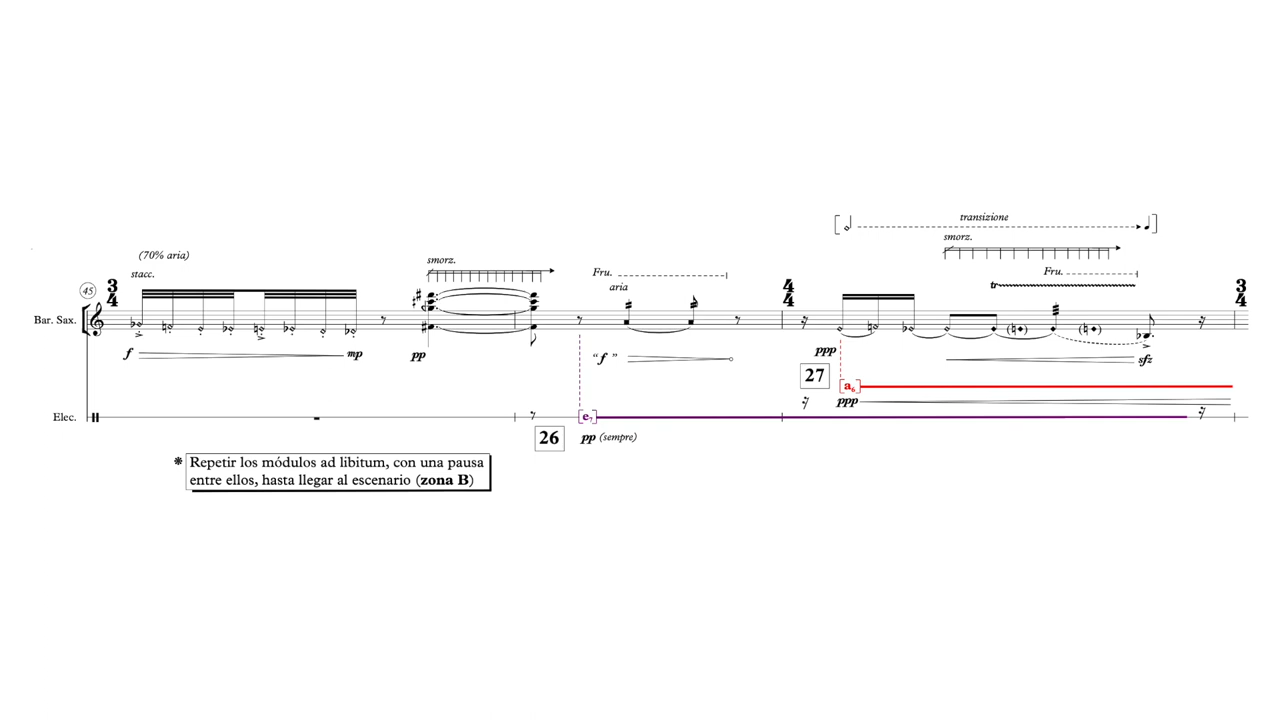 transizione
smorz.
(70% aria)
smorz.
Fru.
stacc.
Fru.
aria
tr
45
3
4
4
4
3
4
Bar. Sax.
f
mp
pp
“f”
ppp
sfz
27
a6
ppp
Elec.
e7
26
pp (sempre)
Repetir los módulos ad libitum, con una pausa
entre ellos, hasta llegar al escenario (zona B)